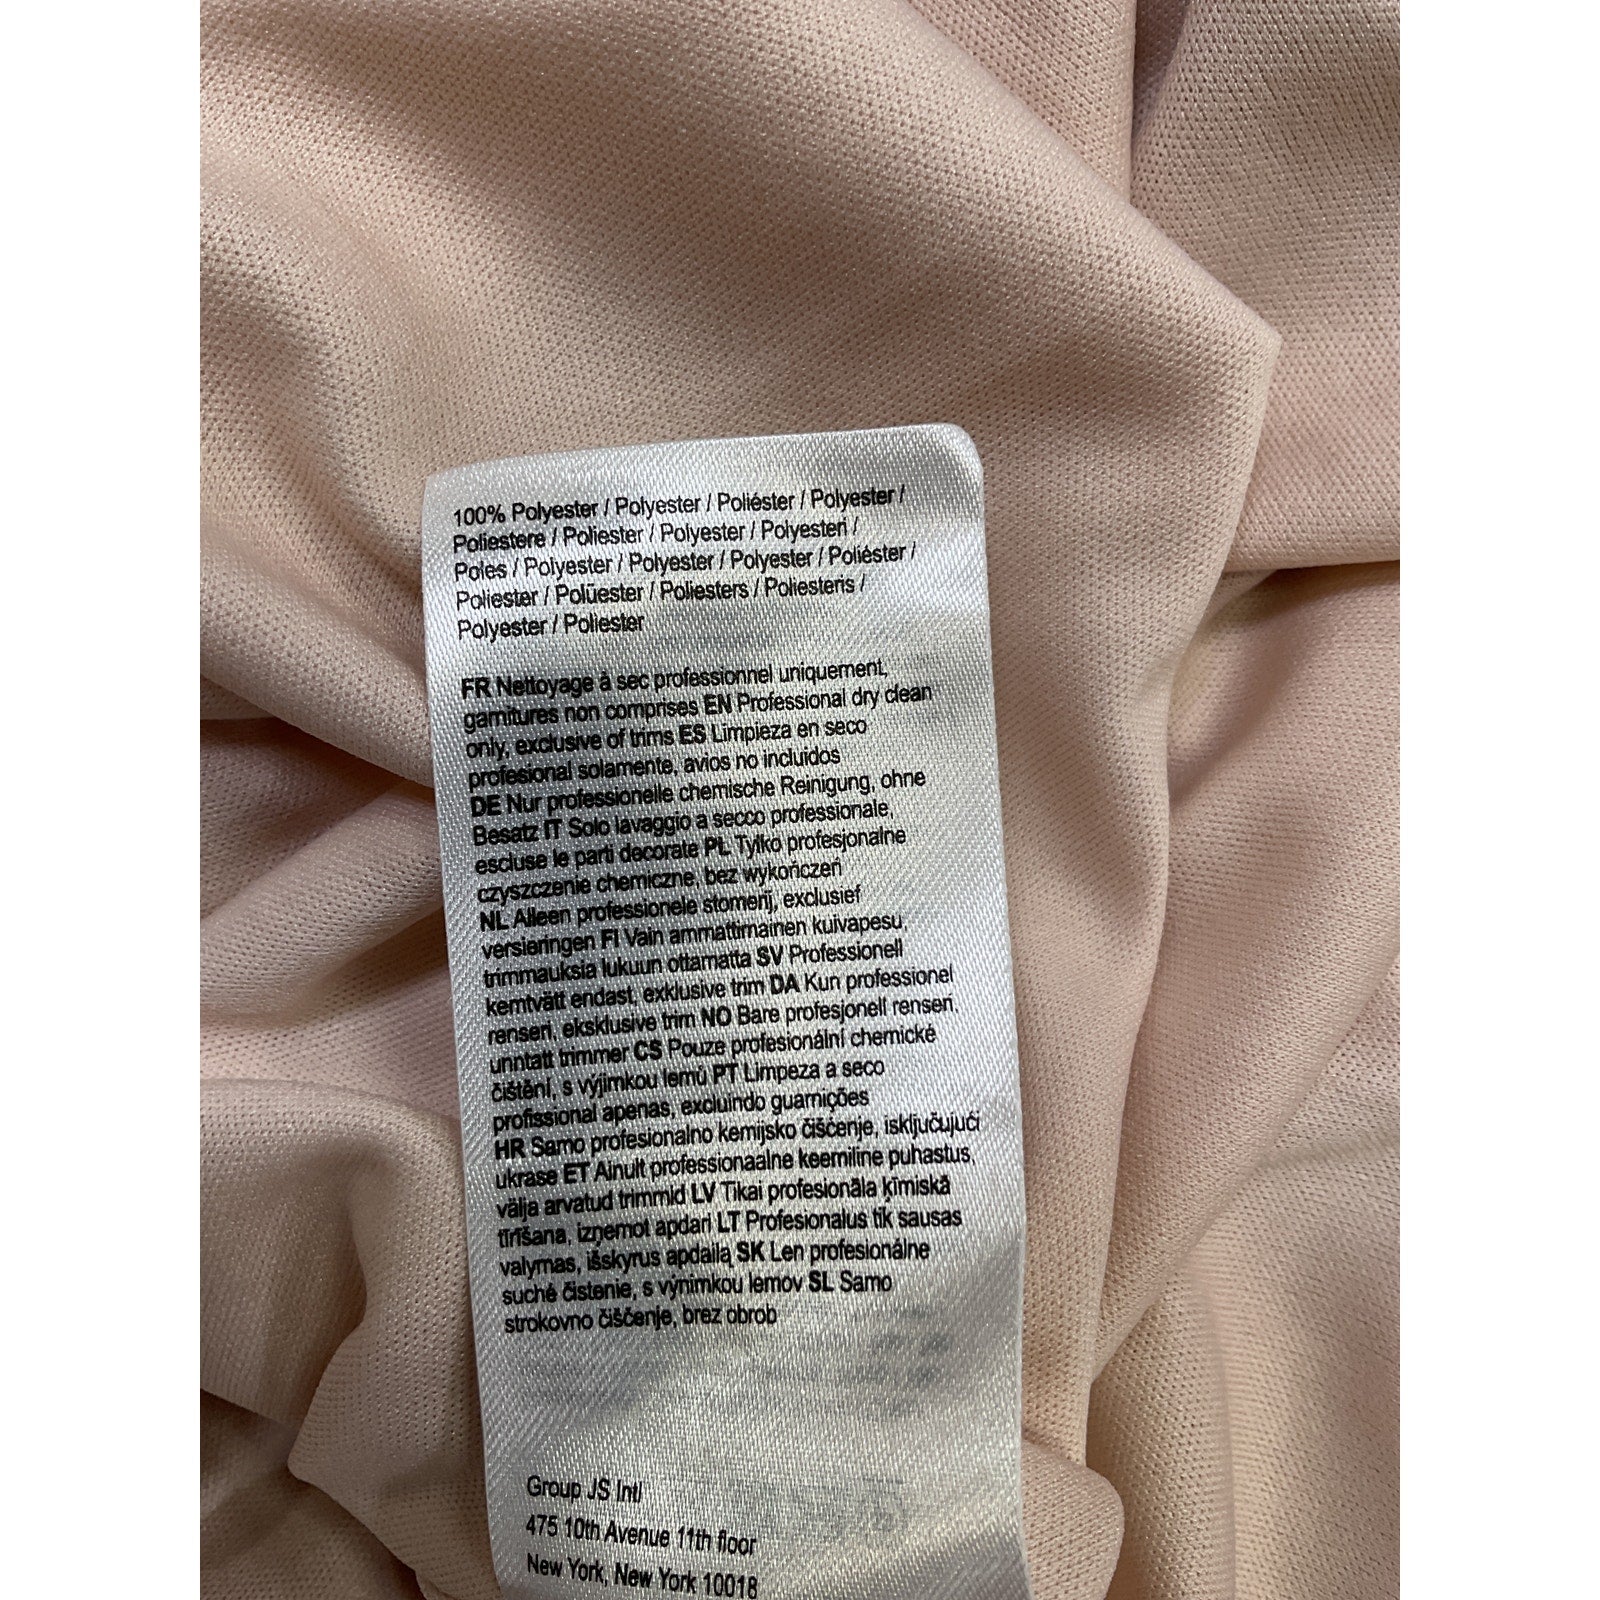 100% Polyester / Polyester / Poliéster / Polyester /
Poliestere / Poliester / Polyester / Polyesteri /
Poles / Polyester / Polyester / Polyester / Poliéster /
Poliester / Polüester / Poliesters / Poliesteris /
Polyester / Poliester
FR Nettoyage à sec professionnel uniquement,
garnitures non comprises EN Professional dry clean
only, exclusive of trims ES Limpieza en seco
profesional solamente, avios no incluidos
DE Nur professionelle chemische Reinigung, ohne
Besatz IT Solo lavaggio a secco professionale,
escluse le parti decorate PL Tylko profesjonalne
czyszczenie chemiczne, bez wykończeń
NL Alleen professionele stomerij, exclusief
versieringen FI Vain ammattimainen kuivapesu,
trimmauksia lukuun ottamatta SV Professionell
kemtvätt endast, exklusive trim DA Kun professionel
renseri, eksklusive trim NO Bare profesjonell renseri,
unntatt trimmer CS Pouze profesionální chemické
čištění, s výjimkou lemů PT Limpeza a seco
profissional apenas, excluindo guarnições
HR Samo profesionalno kemijsko čišćenje, isključujući
ukrase ET Ainult professionaalne keemiline puhastus,
välja arvatud trimmid LV Tikai profesionāla ķīmiskā
tīrīšana, izņemot apdari LT Profesionalus tik sausas
valymas, išskyrus apdailą SK Len profesionálne
suché čistenie, s výnimkou lemov SL Samo
strokovno čiščenje, brez obrob
Group JS Intl
475 10th Avenue 11th floor
New York, New York 10018